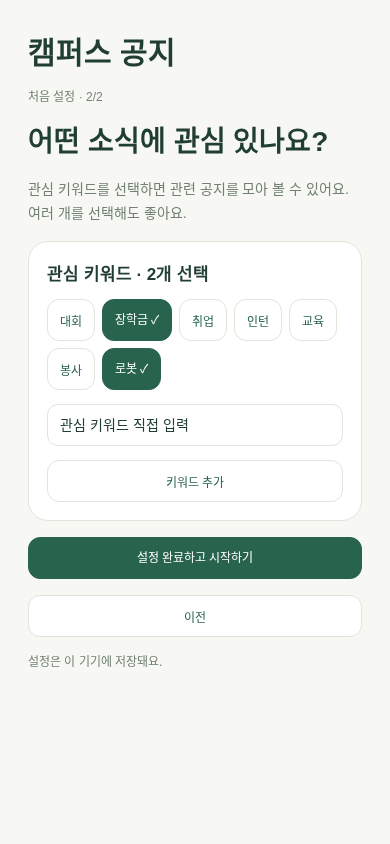 캠퍼스 공지
처음 설정 · 2/2
어떤 소식에 관심 있나요?
관심 키워드를 선택하면 관련 공지를 모아 볼 수 있어요.
여러 개를 선택해도 좋아요.
관심 키워드 · 2개 선택
대회 장학금 ✓ 취업 인턴 교육
봉사 로봇 ✓
관심 키워드 직접 입력
키워드 추가
설정 완료하고 시작하기
이전
설정은 이 기기에 저장돼요.